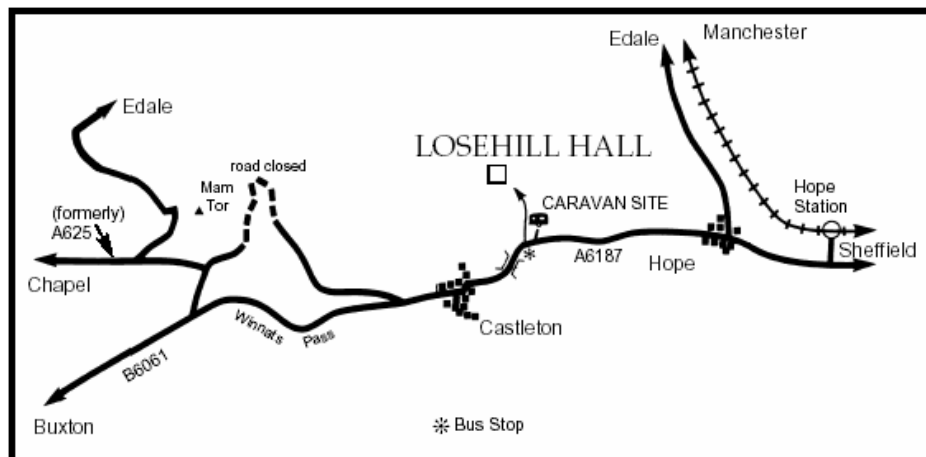 Edale
Manchester
Edale
LOSEHILL HALL
road closed
Mam
Tor
CARAVAN SITE
Hope
Station
(formerly)
A625
A6187
Hope
Sheffield
Chapel
Castleton
Winnats Pass
B6061
Buxton
Bus Stop